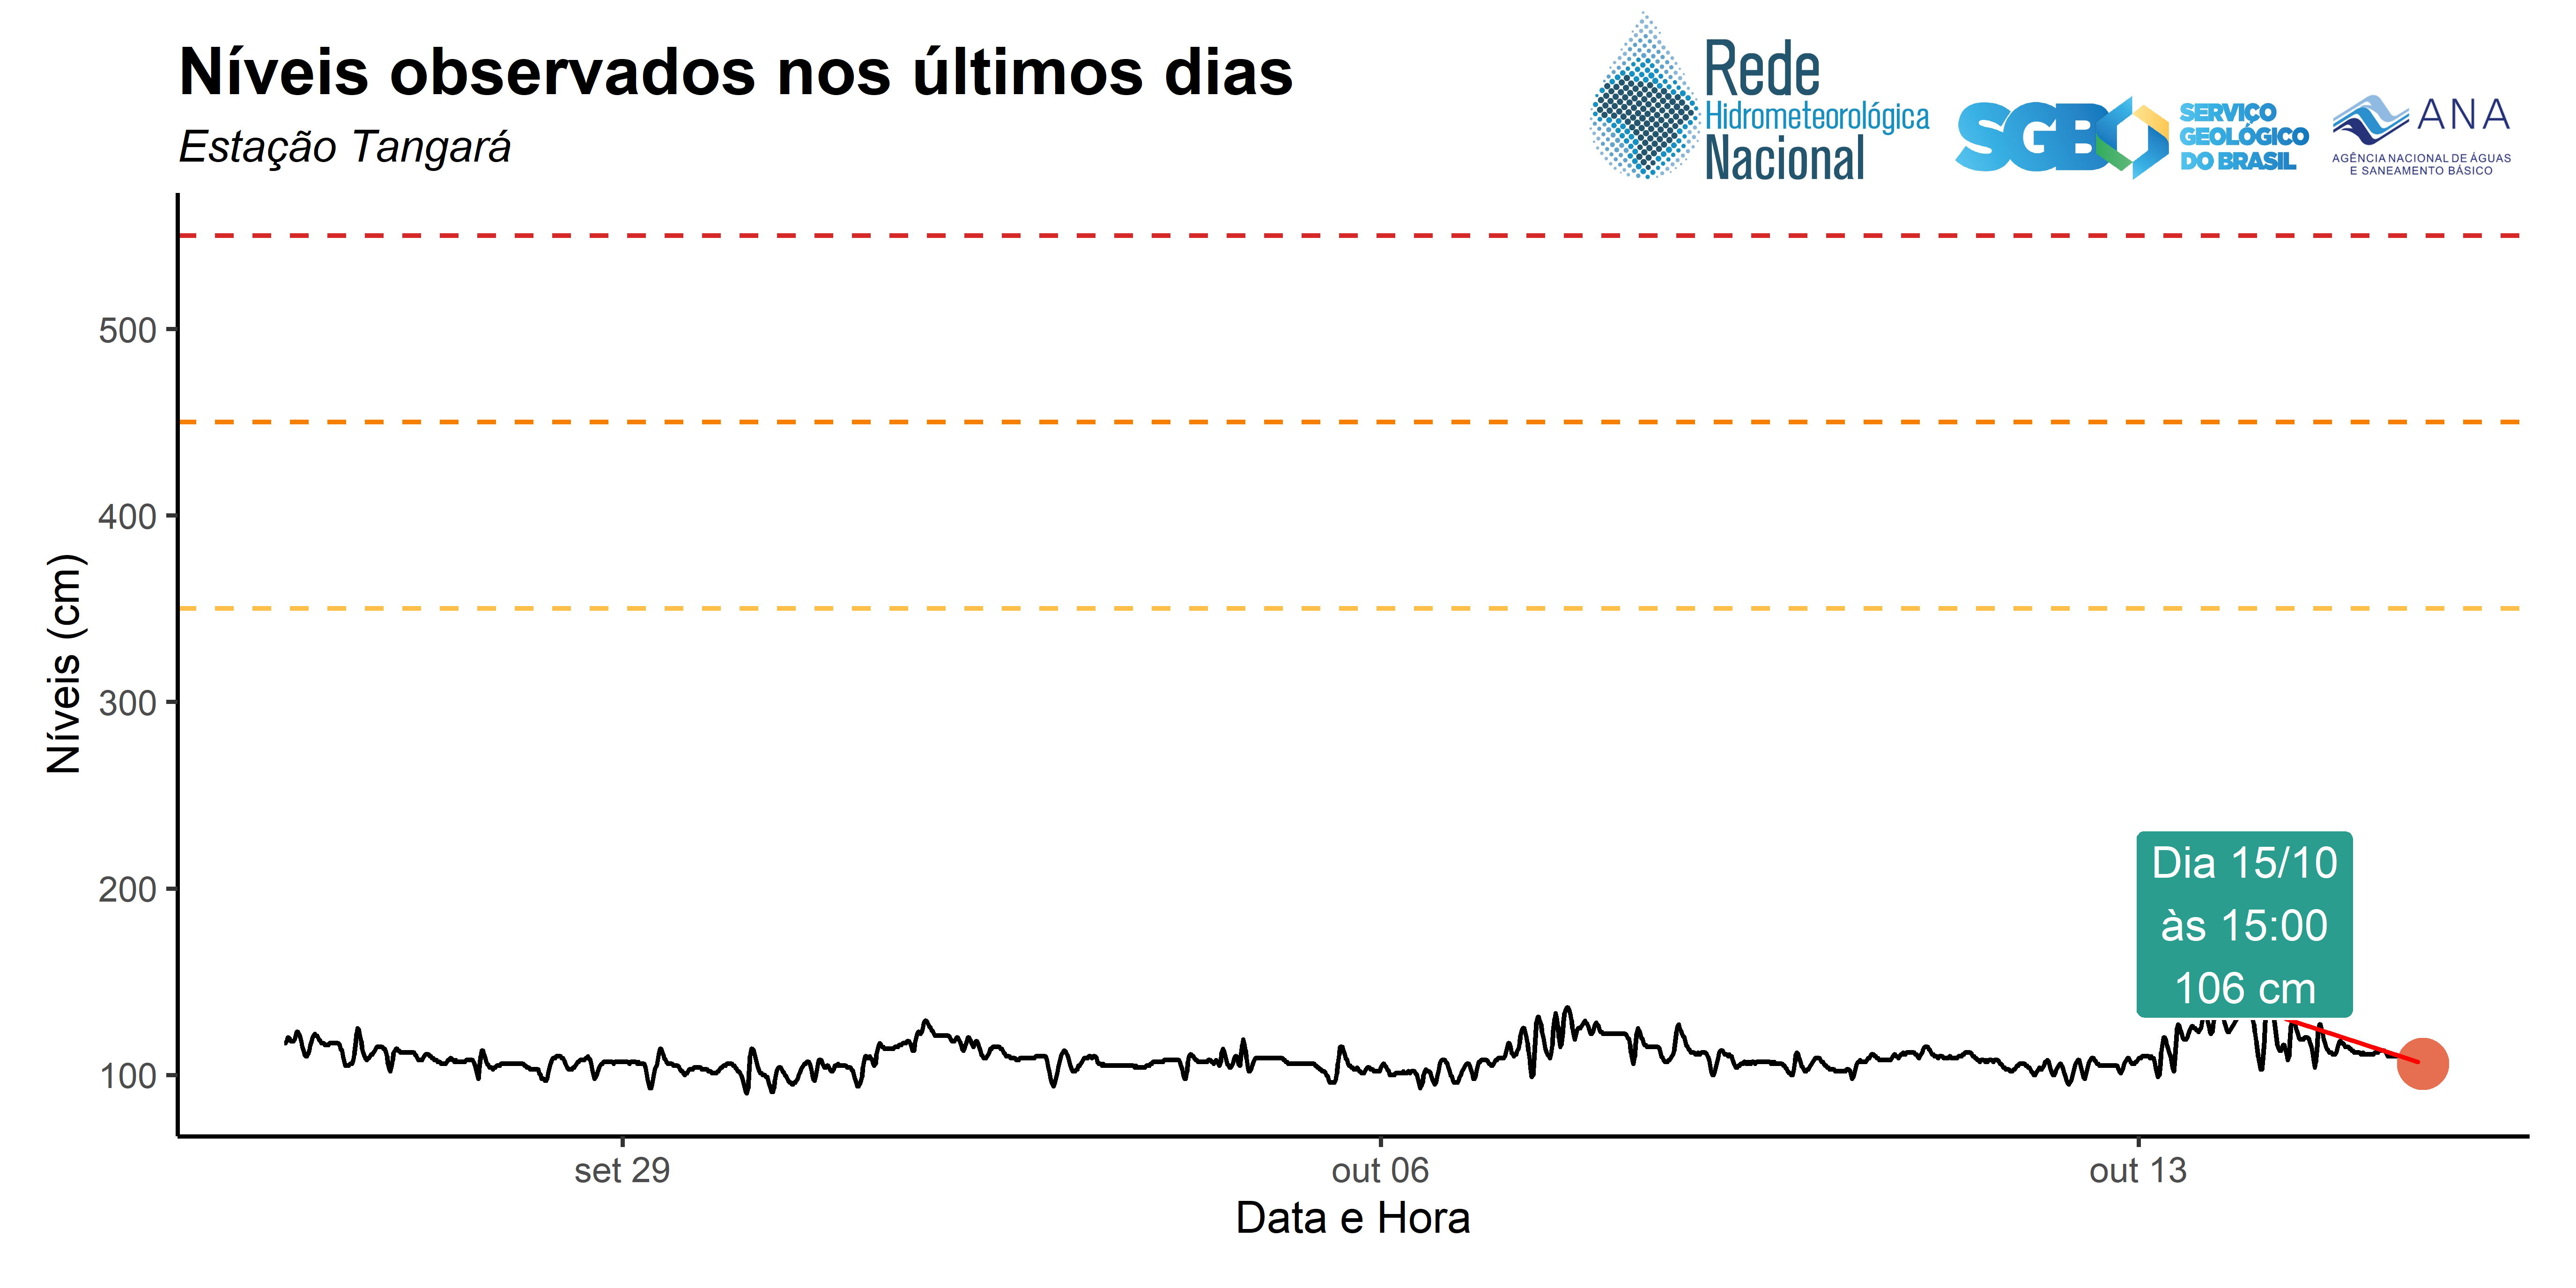 Níveis observados nos últimos dias
Estação Tangará
Rede
Hidrometeorológica
Nacional
SGB
SERVIÇO
GEOLÓGICO
DO BRASIL
ANA
AGÊNCIA NACIONAL DE ÁGUAS
E SANEAMENTO BÁSICO
Níveis (cm)
500
400
300
200
100
Dia 15/10
às 15:00
106 cm
set 29
out 06
out 13
Data e Hora